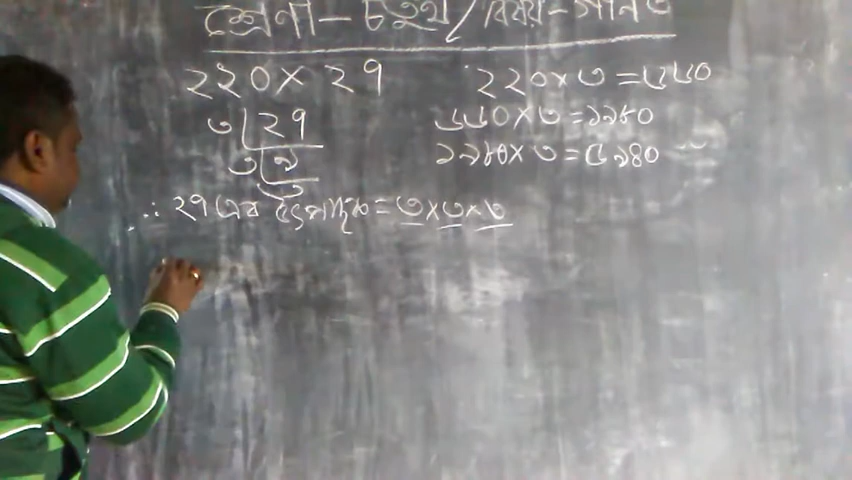 শ্রেণী - চতুর্থ / বিষয় - গণিত
২২০ × ২৭
৩ ২৭
৩ ৯
৩
∴ ২৭ এর উৎপাদক = ৩ × ৩ × ৩
২২০ × ৩ = ৬৬০
৬৬০ × ৩ = ১৯৮০
১৯৮০ × ৩ = ৫৯৪০